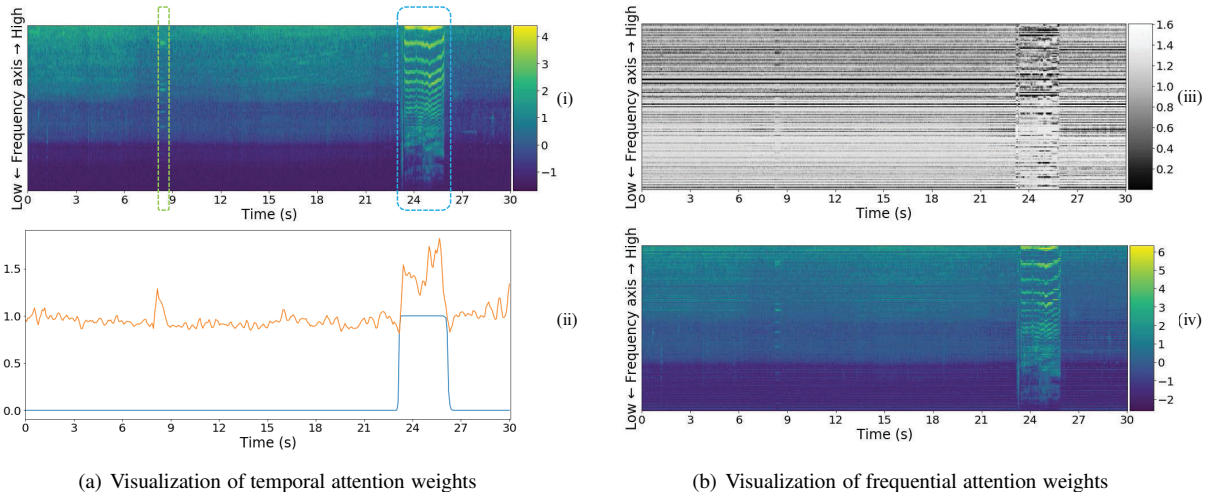 Low ← Frequency axis → High
4
3
2
1
0
−1
(i)
0 3 6 9 12 15 18 21 24 27 30
Time (s)
1.5
1.0
0.5
0.0
(ii)
0 3 6 9 12 15 18 21 24 27 30
Time (s)
(a) Visualization of temporal attention weights
Low ← Frequency axis → High
1.6
1.4
1.2
1.0
0.8
0.6
0.4
0.2
(iii)
0 3 6 9 12 15 18 21 24 27 30
Time (s)
Low ← Frequency axis → High
6
5
4
3
2
1
0
−1
−2
(iv)
0 3 6 9 12 15 18 21 24 27 30
Time (s)
(b) Visualization of frequential attention weights